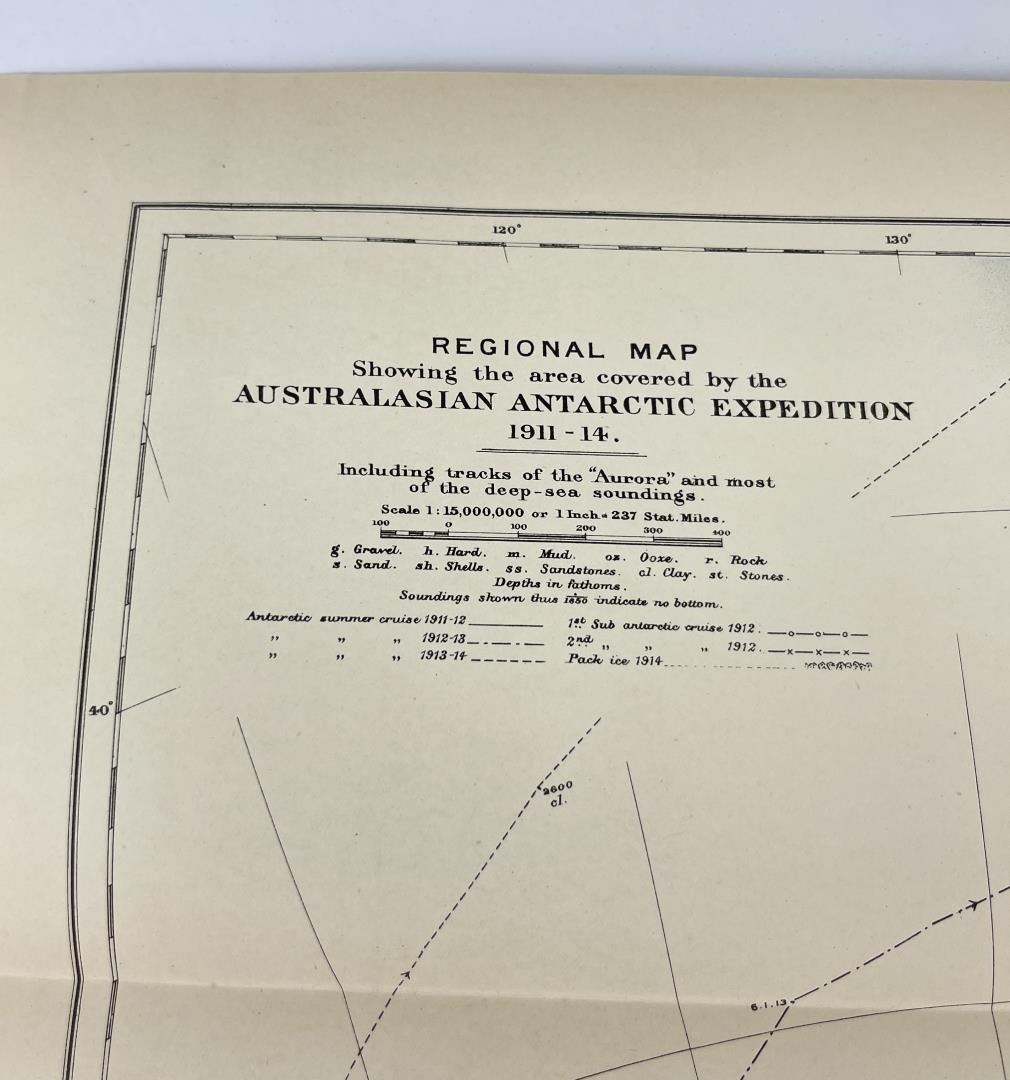 120°
130°
REGIONAL MAP
Showing the area covered by the
AUSTRALASIAN ANTARCTIC EXPEDITION
1911-14.
Including tracks of the "Aurora" and most
of the deep-sea soundings.
Scale 1:15,000,000 or 1 Inch = 237 Stat. Miles.
100 0 100 200 300 400
g. Gravel. h. Hard. m. Mud. oz. Ooze. r. Rock
s. Sand. sh. Shells. ss. Sandstones. cl. Clay. st. Stones.
Depths in fathoms.
Soundings shown thus 1850 indicate no bottom.
Antarctic summer cruise 1911-12 1st Sub antarctic cruise 1912.
" " " 1912-13 2nd " " " 1912.
" " " 1913-14 Pack ice 1914
40°
2600
cl.
6.1.13